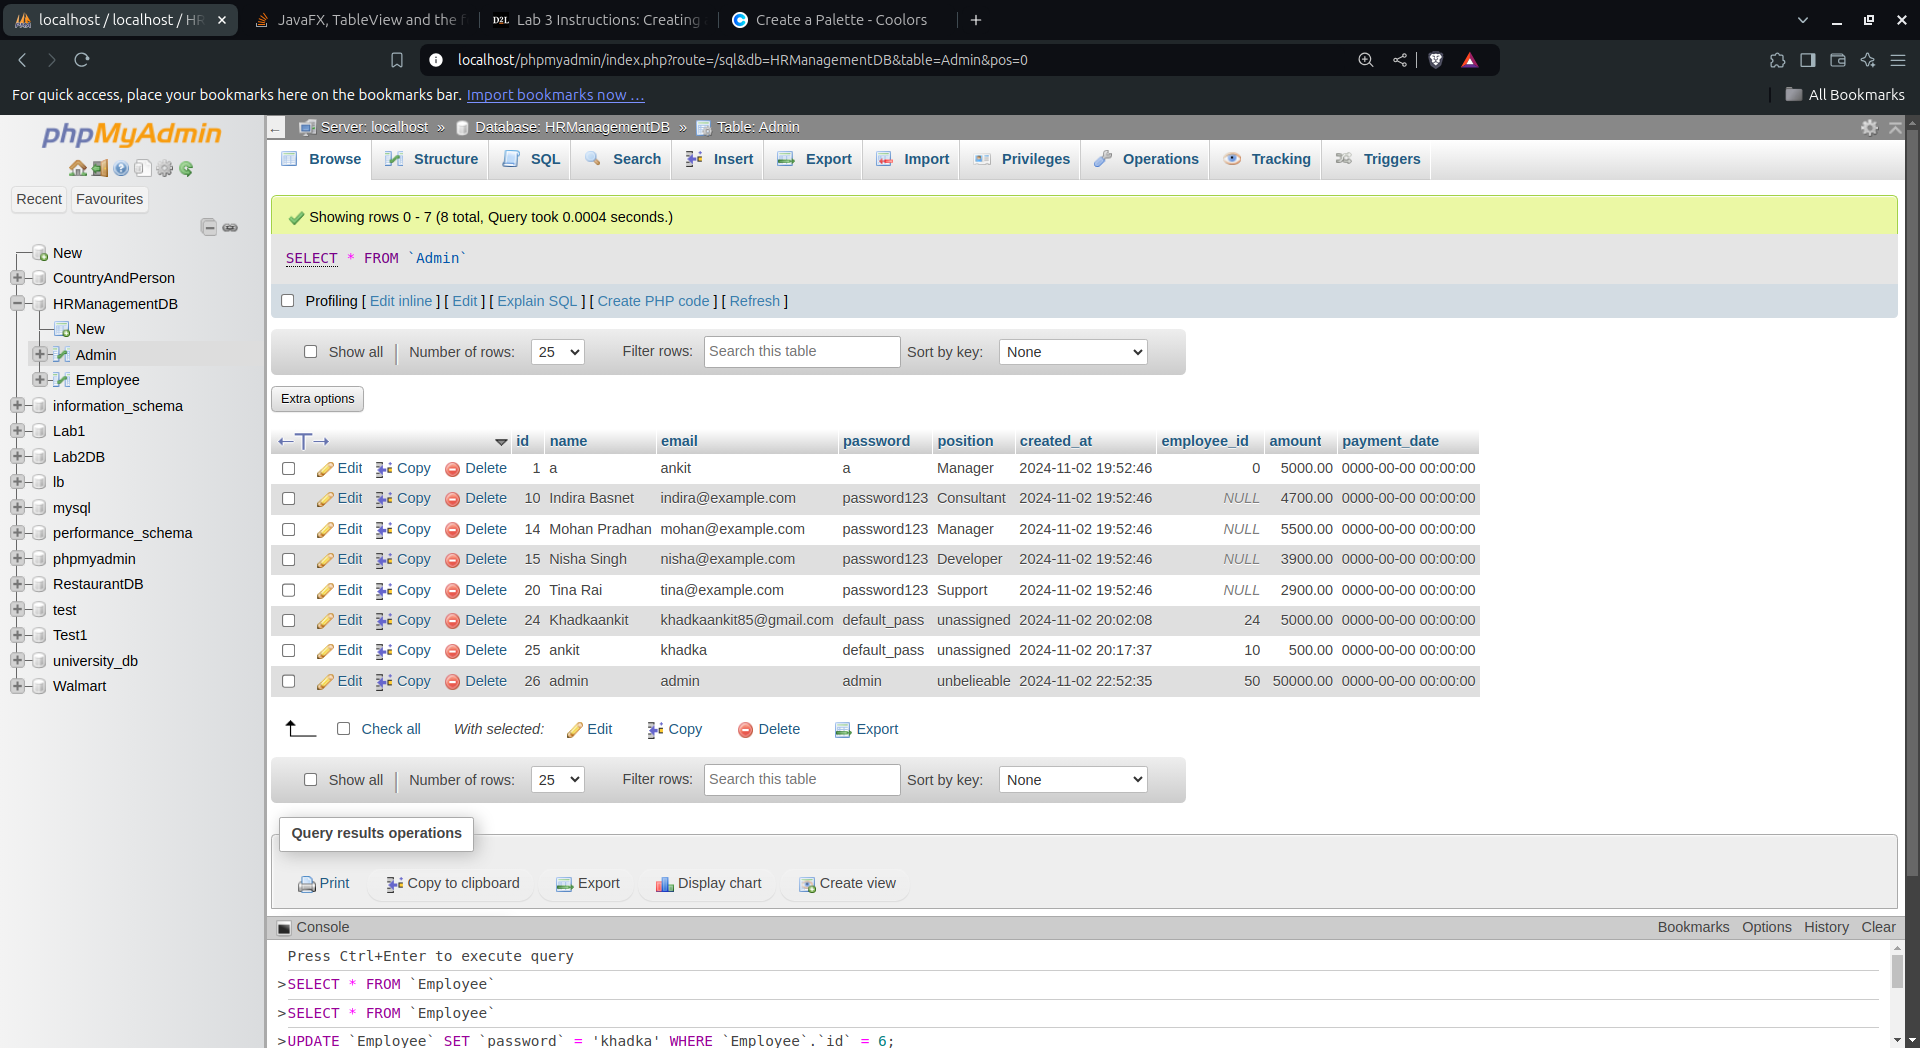 localhost / localhost / HR
JavaFX, TableView and the f
D2L Lab 3 Instructions: Creating
Create a Palette - Coolors
localhost/phpmyadmin/index.php?route=/sql&db=HRManagementDB&table=Admin&pos=0
For quick access, place your bookmarks here on the bookmarks bar. Import bookmarks now ...
All Bookmarks
phpMyAdmin
Recent Favourites
New
CountryAndPerson
HRManagementDB
New
Admin
Employee
information_schema
Lab1
Lab2DB
lb
mysql
performance_schema
phpmyadmin
RestaurantDB
test
Test1
university_db
Walmart
Server: localhost » Database: HRManagementDB » Table: Admin
Browse Structure SQL Search Insert Export Import Privileges Operations Tracking Triggers
Showing rows 0 - 7 (8 total, Query took 0.0004 seconds.)
SELECT * FROM `Admin`
Profiling [ Edit inline ] [ Edit ] [ Explain SQL ] [ Create PHP code ] [ Refresh ]
Show all Number of rows: 25 Filter rows: Search this table Sort by key: None
Extra options
id name email password position created_at employee_id amount payment_date
Edit Copy Delete 1 a ankit a Manager 2024-11-02 19:52:46 0 5000.00 0000-00-00 00:00:00
Edit Copy Delete 10 Indira Basnet indira@example.com password123 Consultant 2024-11-02 19:52:46 NULL 4700.00 0000-00-00 00:00:00
Edit Copy Delete 14 Mohan Pradhan mohan@example.com password123 Manager 2024-11-02 19:52:46 NULL 5500.00 0000-00-00 00:00:00
Edit Copy Delete 15 Nisha Singh nisha@example.com password123 Developer 2024-11-02 19:52:46 NULL 3900.00 0000-00-00 00:00:00
Edit Copy Delete 20 Tina Rai tina@example.com password123 Support 2024-11-02 19:52:46 NULL 2900.00 0000-00-00 00:00:00
Edit Copy Delete 24 Khadkaankit khadkaankit85@gmail.com default_pass unassigned 2024-11-02 20:02:08 24 5000.00 0000-00-00 00:00:00
Edit Copy Delete 25 ankit khadka default_pass unassigned 2024-11-02 20:17:37 10 500.00 0000-00-00 00:00:00
Edit Copy Delete 26 admin admin admin unbelieable 2024-11-02 22:52:35 50 50000.00 0000-00-00 00:00:00
Check all With selected: Edit Copy Delete Export
Show all Number of rows: 25 Filter rows: Search this table Sort by key: None
Query results operations
Print Copy to clipboard Export Display chart Create view
Console Bookmarks Options History Clear
Press Ctrl+Enter to execute query
>SELECT * FROM `Employee`
>SELECT * FROM `Employee`
>UPDATE `Employee` SET `password` = 'khadka' WHERE `Employee`.`id` = 6;